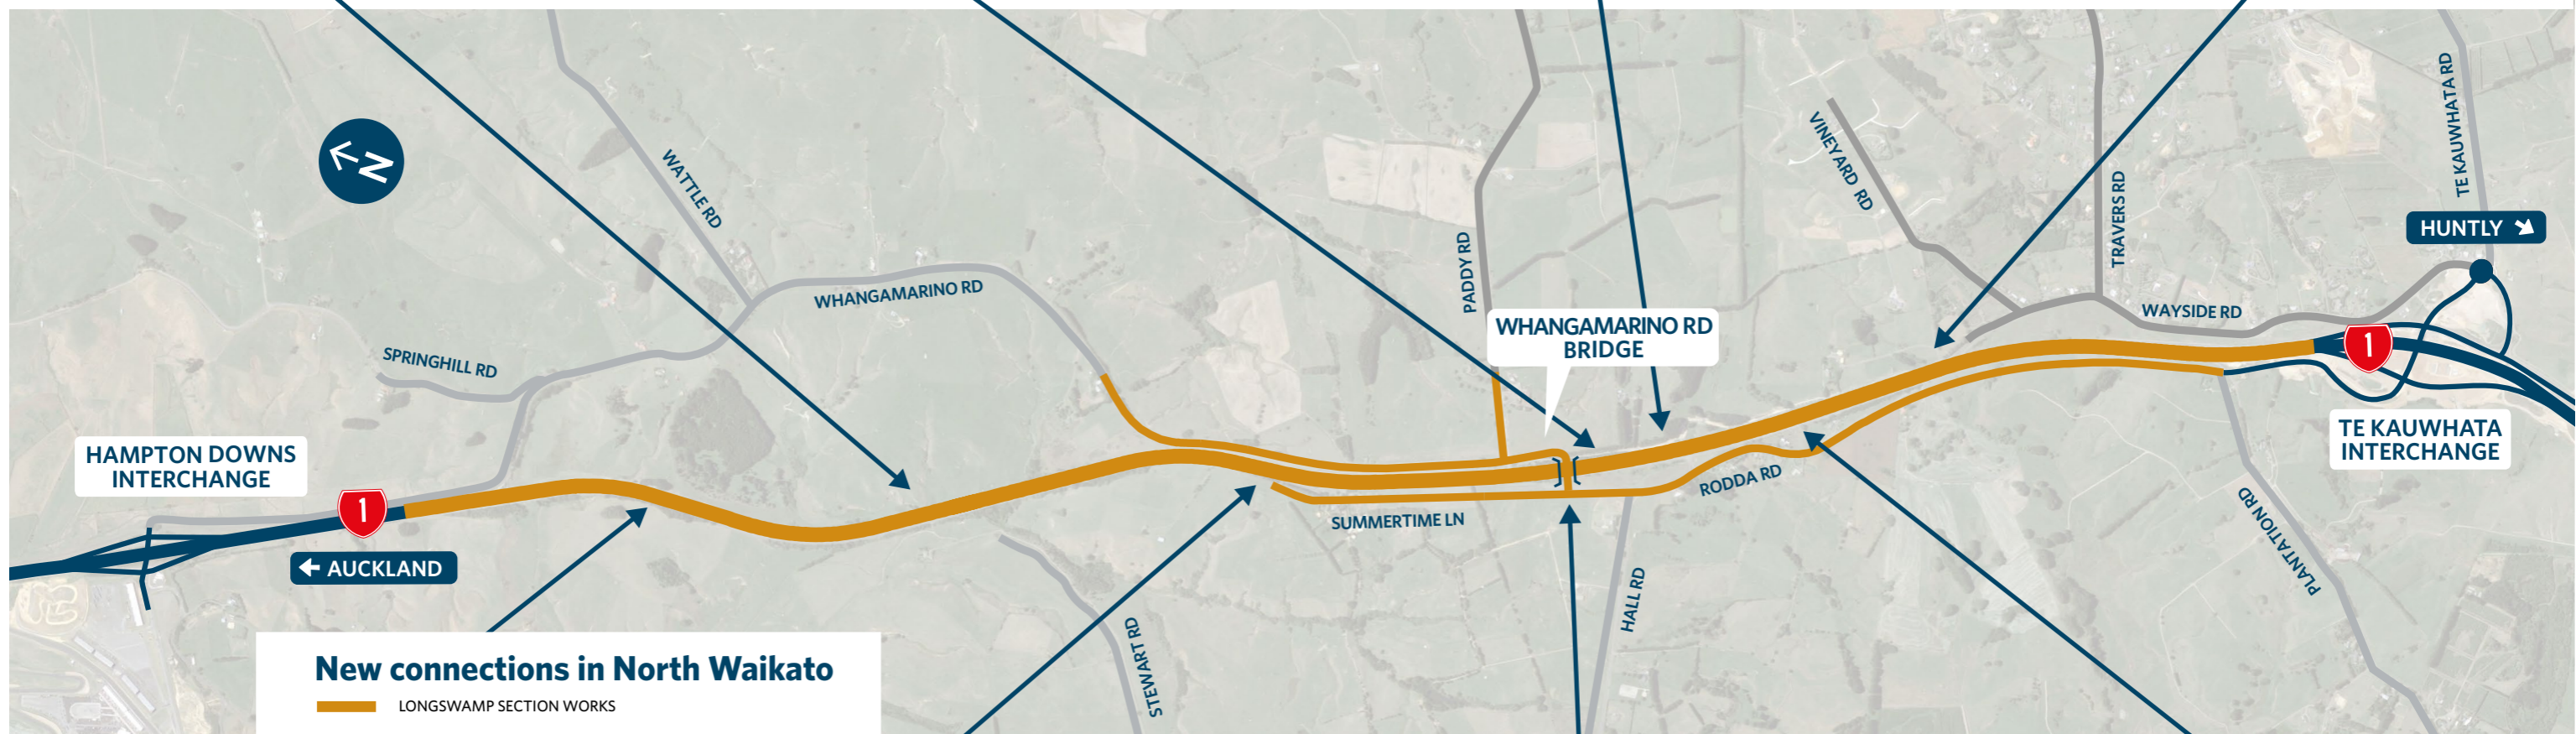 N
WATTLE RD
WHANGAMARINO RD
SPRINGHILL RD
HAMPTON DOWNS
INTERCHANGE
1
AUCKLAND
PADDY RD
WHANGAMARINO RD
BRIDGE
VINEYARD RD
TRAVERS RD
TE KAUWHATA RD
HUNTLY
WAYSIDE RD
1
TE KAUWHATA
INTERCHANGE
SUMMERTIME LN
RODDA RD
HALL RD
STEWART RD
PLANTATION RD
New connections in North Waikato
LONGSWAMP SECTION WORKS